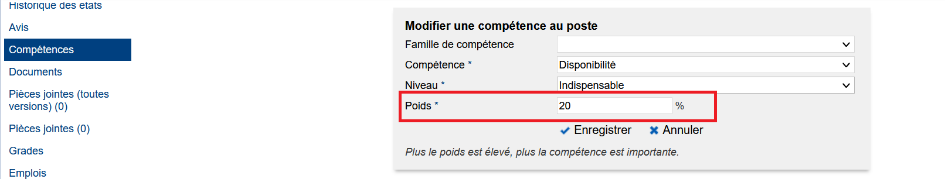 Historique des états
Avis
Compétences
Documents
Pièces jointes (toutes
versions) (0)
Pièces jointes (0)
Grades
Emplois
Modifier une compétence au poste
Famille de compétence
Compétence * Disponibilité
Niveau * Indispensable
Poids * 20 %
Enregistrer Annuler
Plus le poids est élevé, plus la compétence est importante.